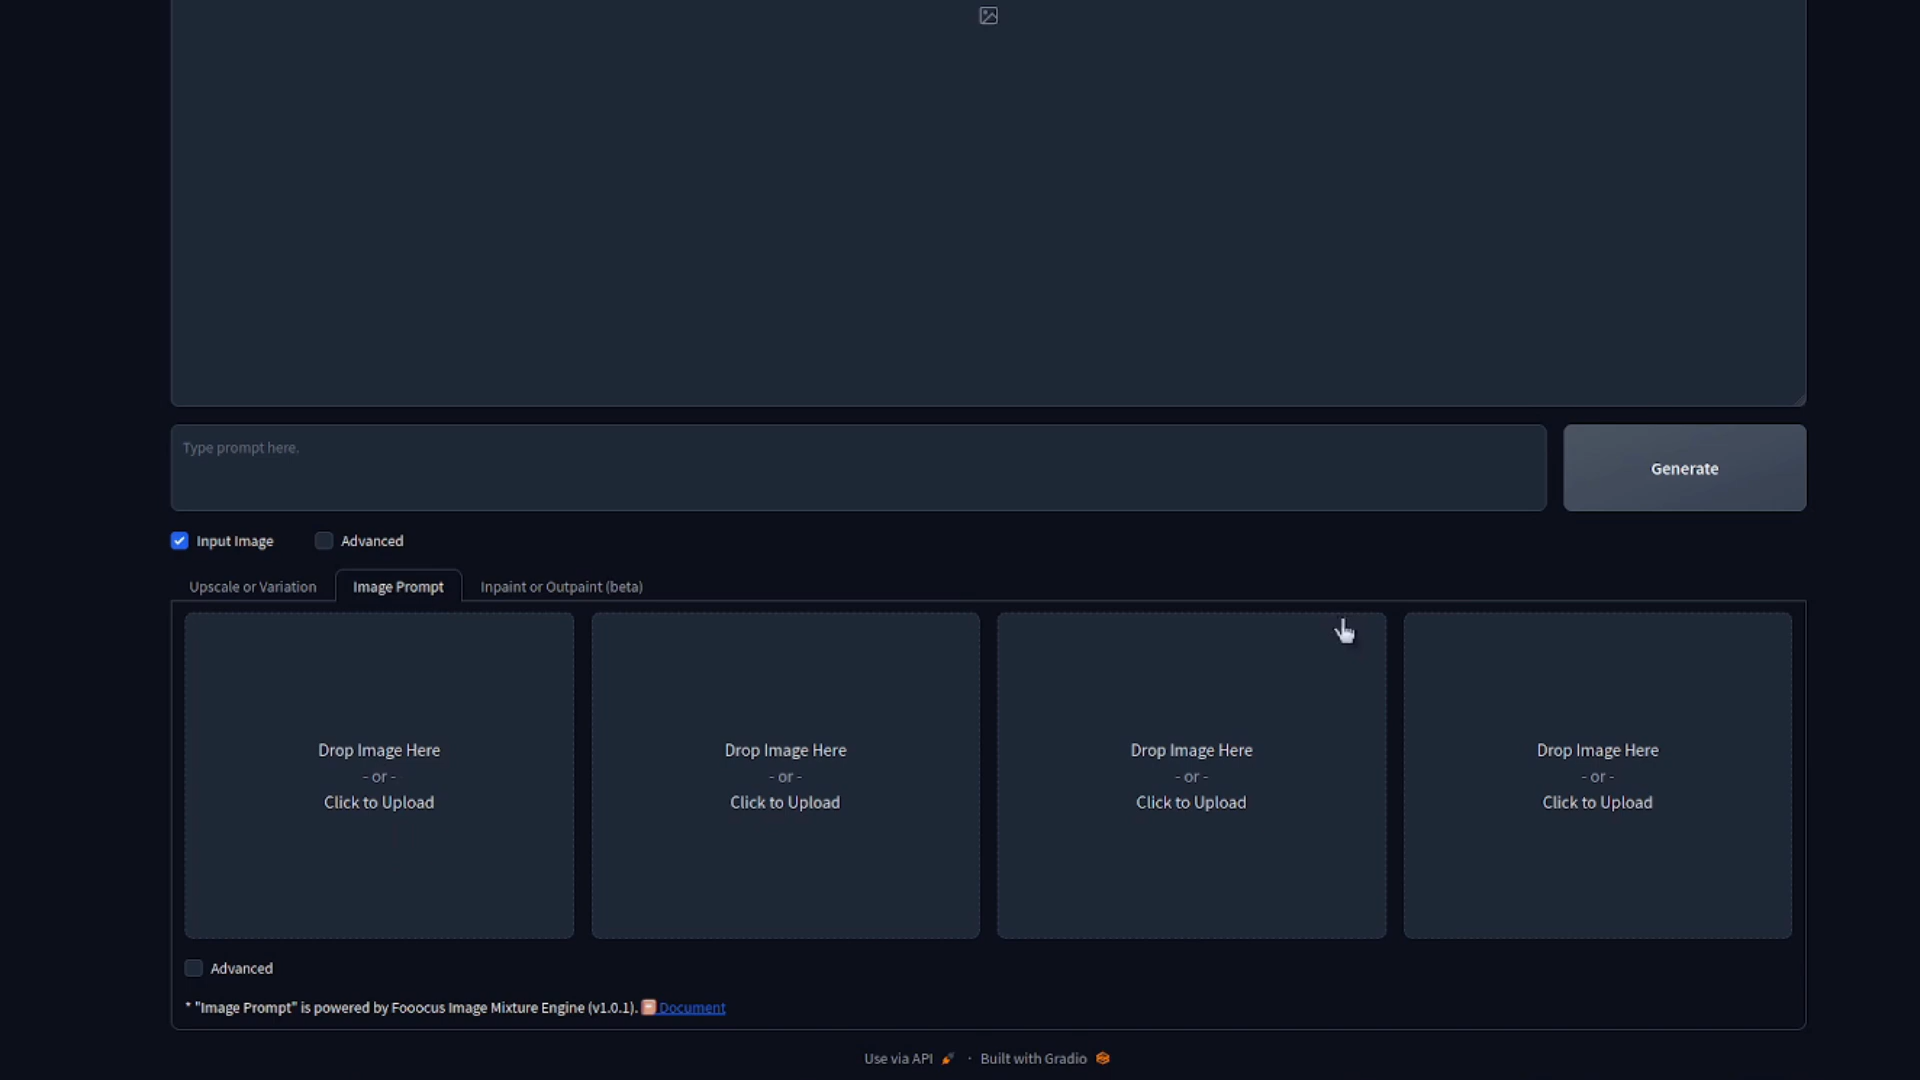 Type prompt here.
Generate
Input Image
Advanced
Upscale or Variation
Image Prompt
Inpaint or Outpaint (beta)
Drop Image Here
- or -
Click to Upload
Drop Image Here
- or -
Click to Upload
Drop Image Here
- or -
Click to Upload
Drop Image Here
- or -
Click to Upload
Advanced
* "Image Prompt" is powered by Fooocus Image Mixture Engine (v1.0.1). Document
Use via API · Built with Gradio